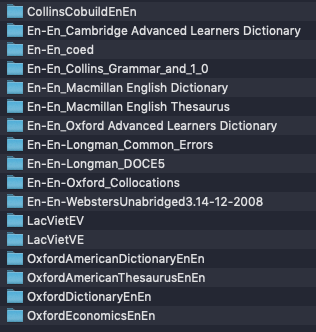 CollinsCobuildEnEn
En-En_Cambridge Advanced Learners Dictionary
En-En_coed
En-En_Collins_Grammar_and_1_0
En-En_Macmillan English Dictionary
En-En_Macmillan English Thesaurus
En-En_Oxford Advanced Learners Dictionary
En-En-Longman_Common_Errors
En-En-Longman_DOCE5
En-En-Oxford_Collocations
En-En-WebstersUnabridged3.14-12-2008
LacVietEV
LacVietVE
OxfordAmericanDictionaryEnEn
OxfordAmericanThesaurusEnEn
OxfordDictionaryEnEn
OxfordEconomicsEnEn